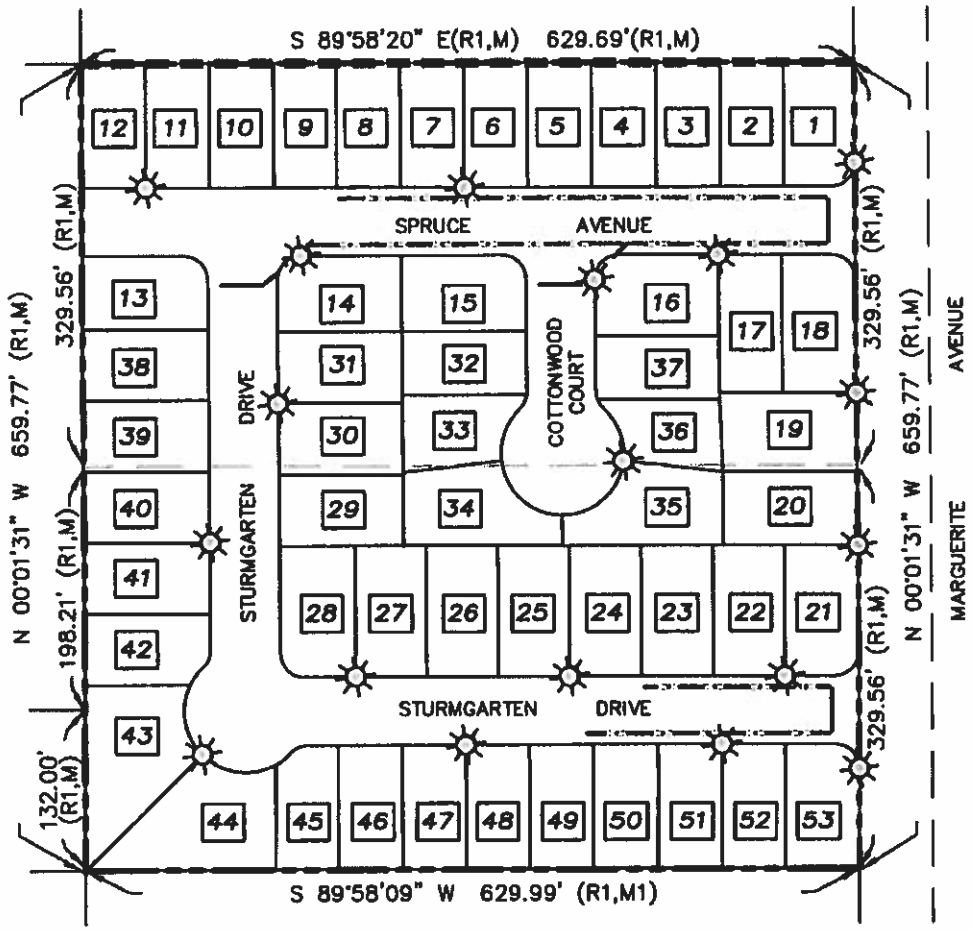 S 89°58'20" E(R1,M) 629.69'(R1,M)
12 11 10 9 8 7 6 5 4 3 2 1
SPRUCE AVENUE
329.56' (R1,M)
N 00°01'31" W 659.77' (R1,M)
198.21' (R1,M)
132.00'
(R1,M)
13 14 15 16 17 18
38 31 32 37
39 30 33 36 19
40 29 34 35 20
COTTONWOOD
COURT
STURMGARTEN DRIVE
41 28 27 26 25 24 23 22 21
42
43
STURMGARTEN DRIVE
44 45 46 47 48 49 50 51 52 53
329.56' (R1,M)
329.56' (R1,M)
N 00°01'31" W 659.77' (R1,M)
MARGUERITE AVENUE
S 89°58'09" W 629.99' (R1,M1)